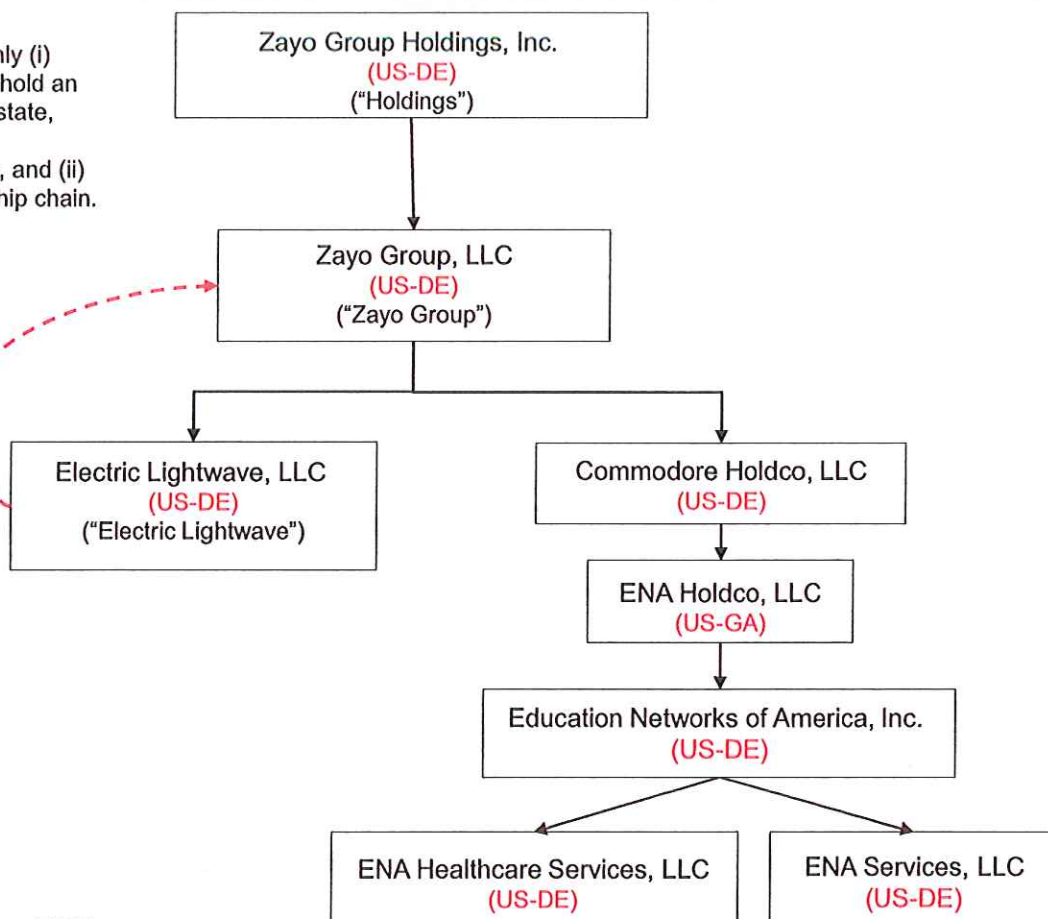 nly (i)
hold an
state,
, and (ii)
hip chain.
Zayo Group Holdings, Inc.
(US-DE)
(“Holdings”)
Zayo Group, LLC
(US-DE)
(“Zayo Group”)
Electric Lightwave, LLC
(US-DE)
(“Electric Lightwave”)
Commodore Holdco, LLC
(US-DE)
ENA Holdco, LLC
(US-GA)
Education Networks of America, Inc.
(US-DE)
ENA Healthcare Services, LLC
(US-DE)
ENA Services, LLC
(US-DE)